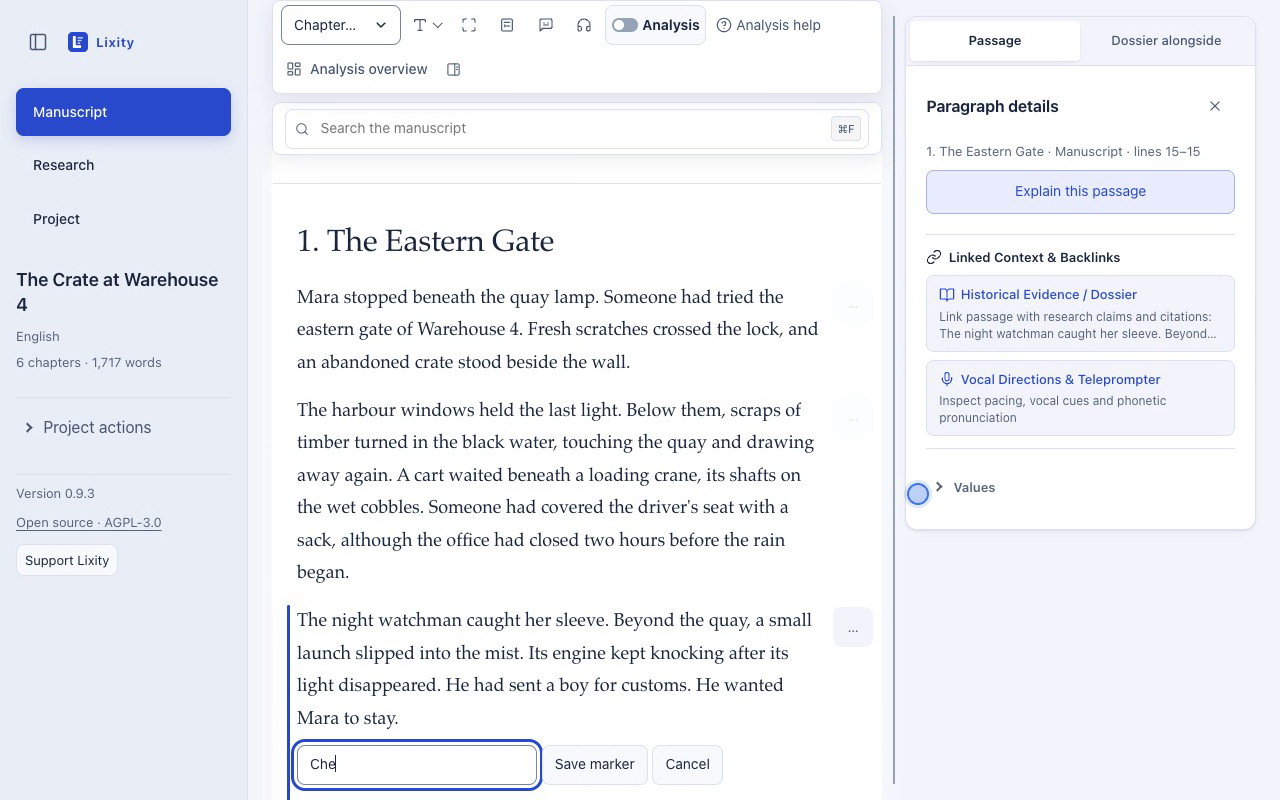 Lixity
Manuscript
Research
Project
The Crate at Warehouse
4
English
6 chapters · 1,717 words
Project actions
Version 0.9.3
Open source · AGPL-3.0
Support Lixity
Chapter...
T
Analysis
Analysis help
Analysis overview
Search the manuscript
⌘F
1. The Eastern Gate
Mara stopped beneath the quay lamp. Someone had tried the
eastern gate of Warehouse 4. Fresh scratches crossed the lock, and
an abandoned crate stood beside the wall.
...
The harbour windows held the last light. Below them, scraps of
timber turned in the black water, touching the quay and drawing
away again. A cart waited beneath a loading crane, its shafts on
the wet cobbles. Someone had covered the driver's seat with a
sack, although the office had closed two hours before the rain
began.
...
The night watchman caught her sleeve. Beyond the quay, a small
launch slipped into the mist. Its engine kept knocking after its
light disappeared. He had sent a boy for customs. He wanted
Mara to stay.
...
Che
Save marker
Cancel
Passage
Dossier alongside
Paragraph details
1. The Eastern Gate · Manuscript · lines 15–15
Explain this passage
Linked Context & Backlinks
Historical Evidence / Dossier
Link passage with research claims and citations:
The night watchman caught her sleeve. Beyond...
Vocal Directions & Teleprompter
Inspect pacing, vocal cues and phonetic
pronunciation
Values